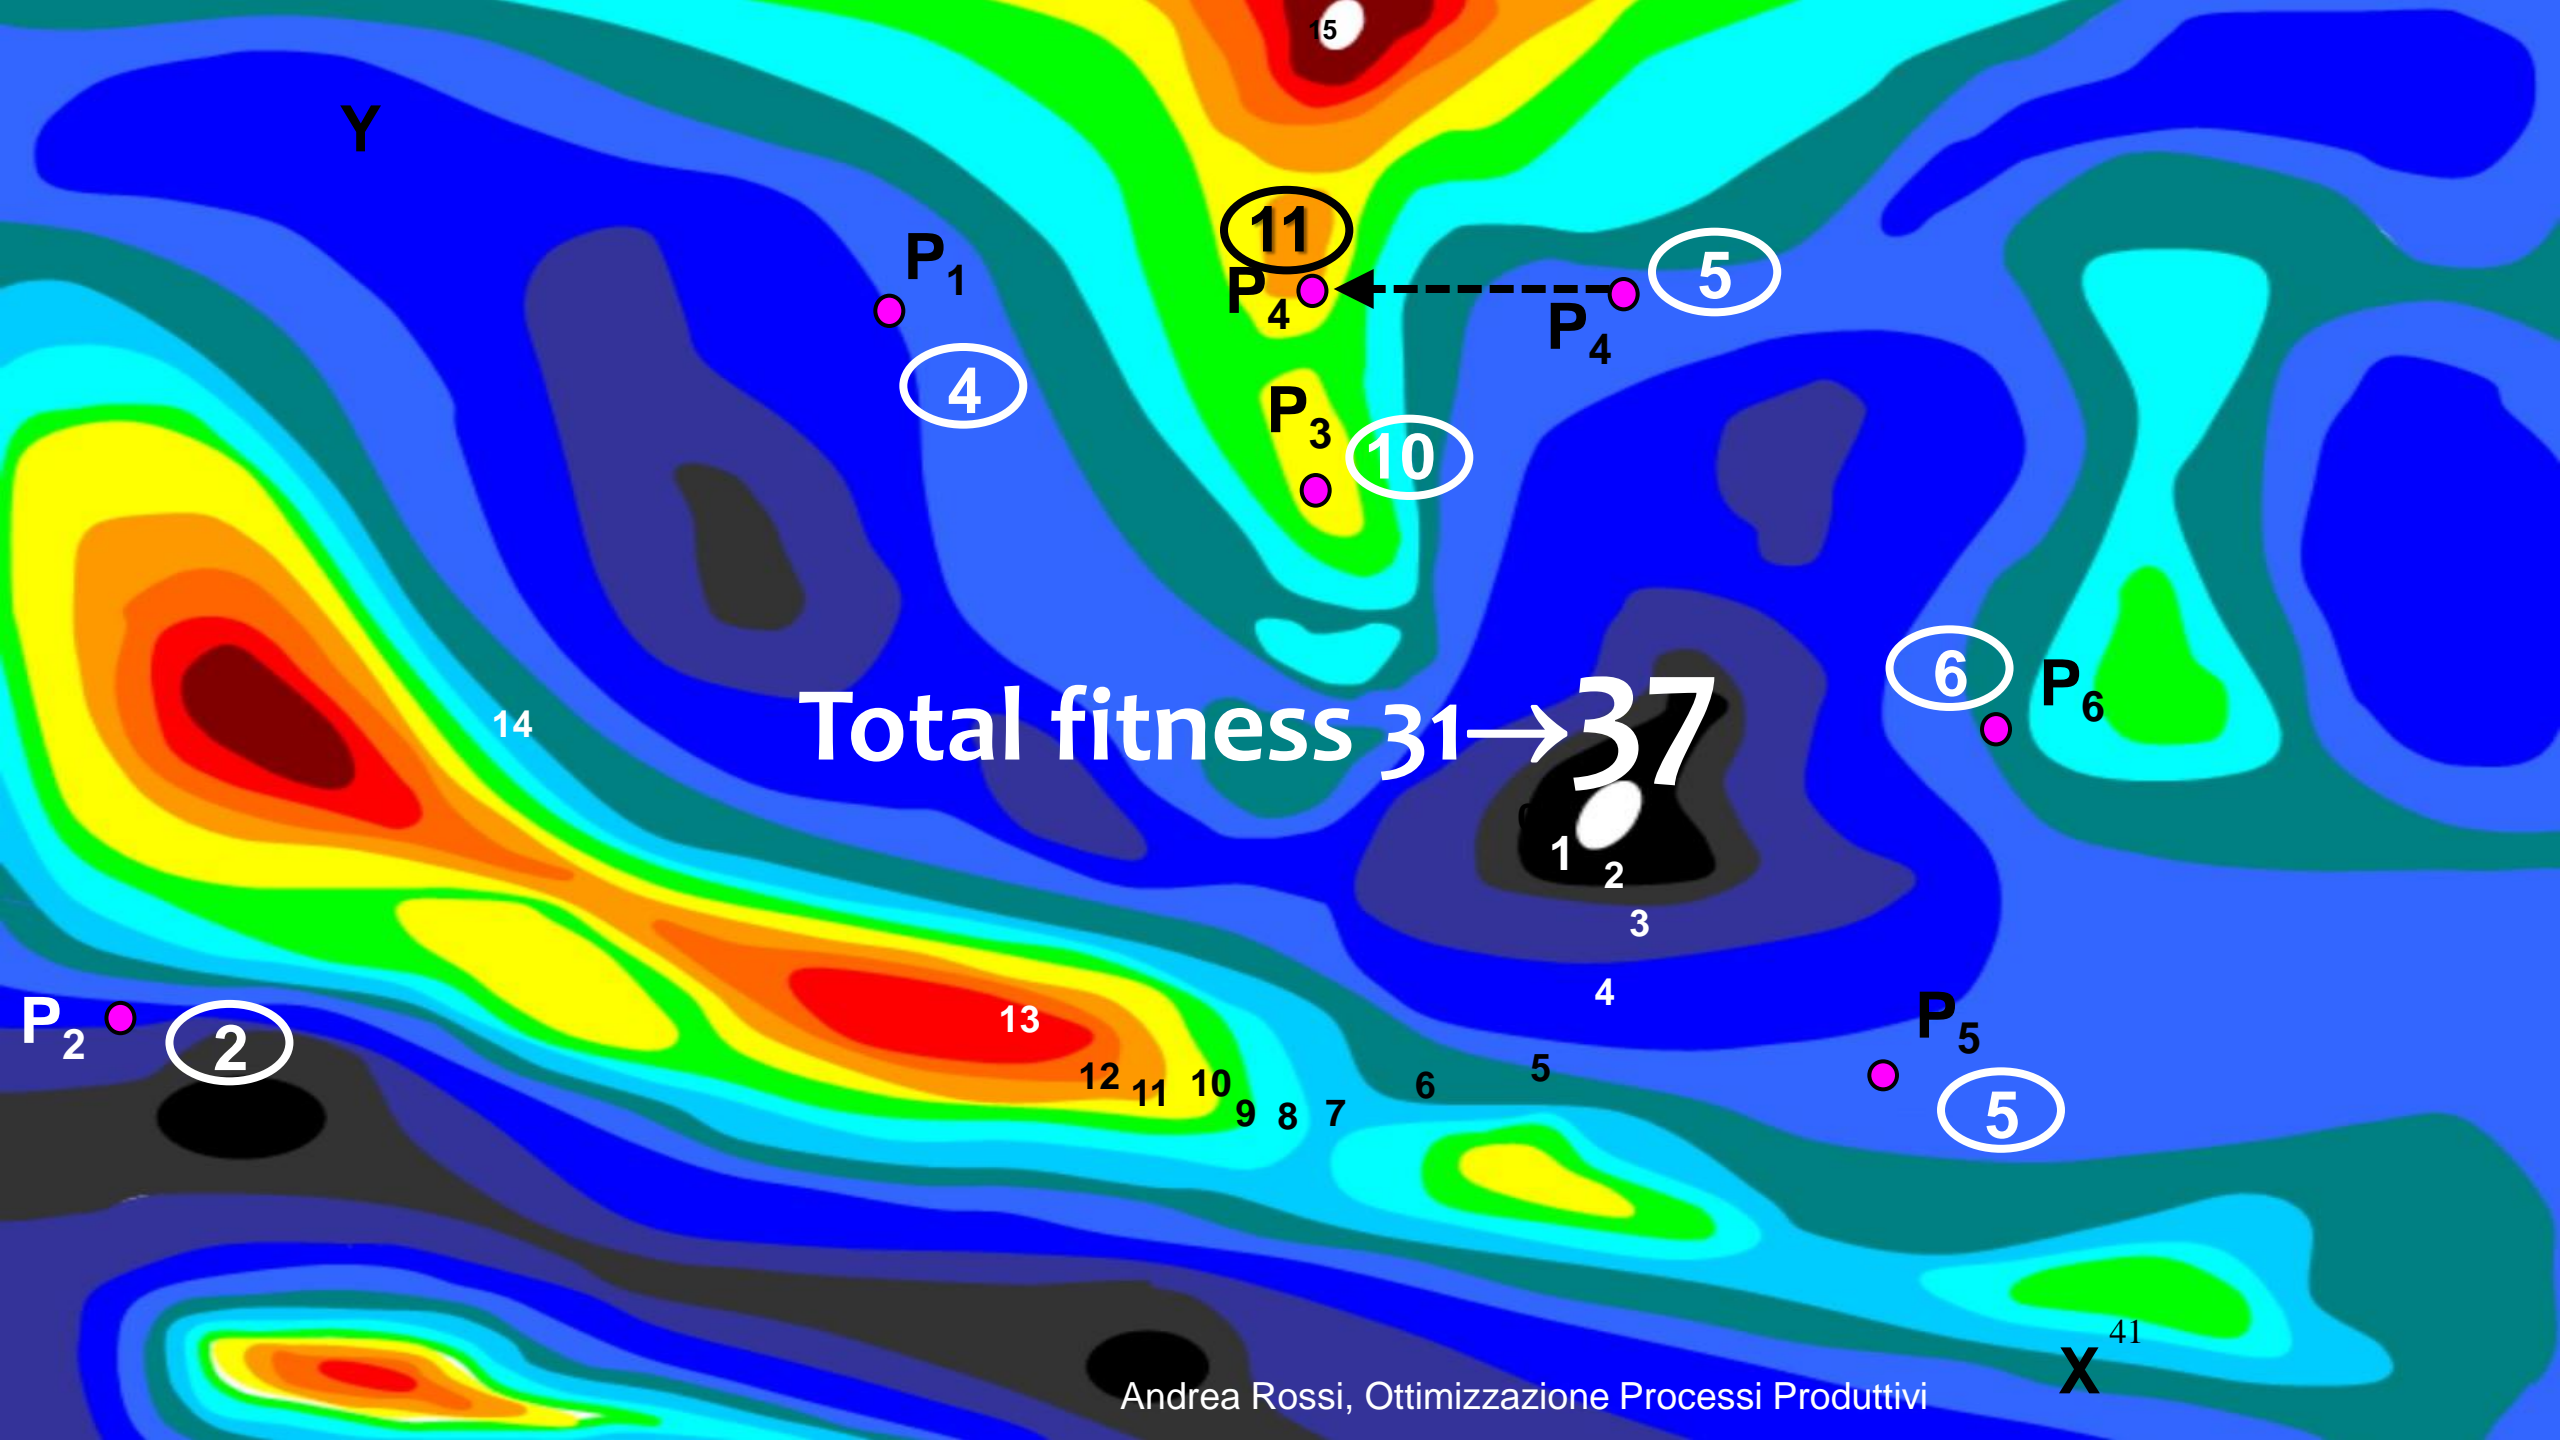 15
Y
11
P1
5
P4
P4
4
P3
10
6
P6
Total fitness 31→37
14
1
2
3
4
P2
2
13
P5
5
12
11
10
9
8
7
6
5
41
X
Andrea Rossi, Ottimizzazione Processi Produttivi